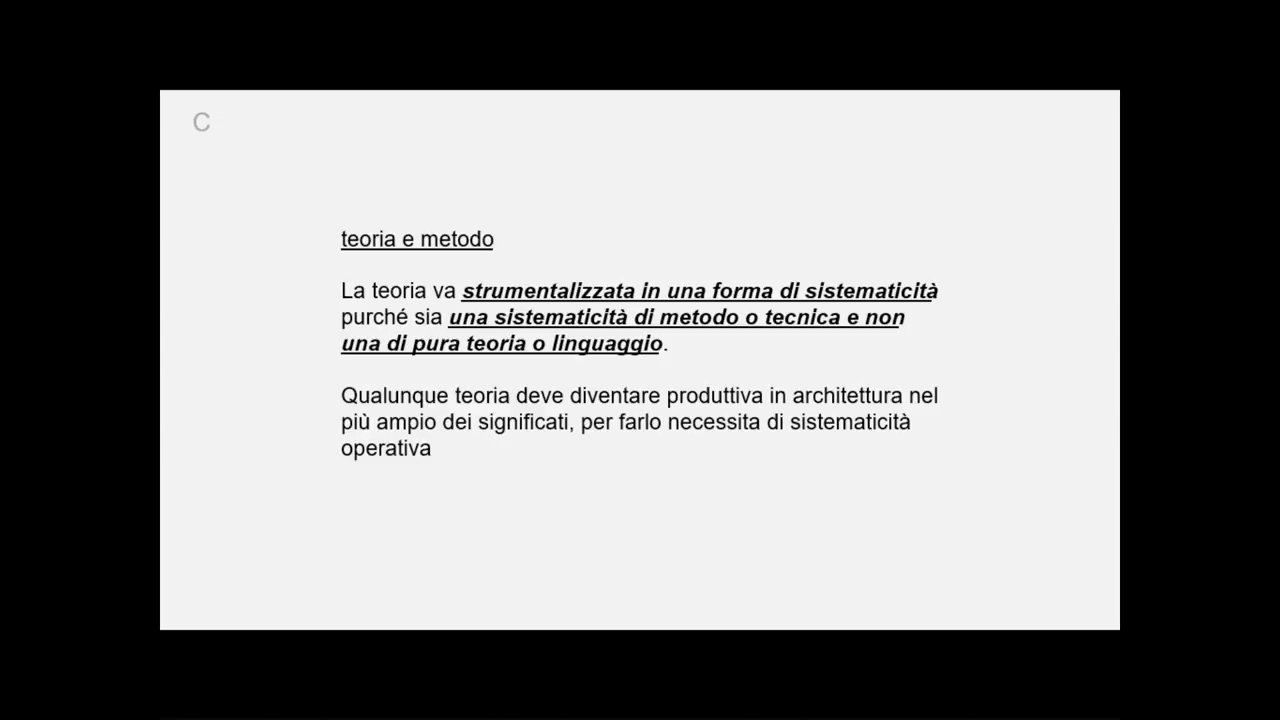 C
teoria e metodo
La teoria va strumentalizzata in una forma di sistematicità
purché sia una sistematicità di metodo o tecnica e non
una di pura teoria o linguaggio.
Qualunque teoria deve diventare produttiva in architettura nel
più ampio dei significati, per farlo necessita di sistematicità
operativa